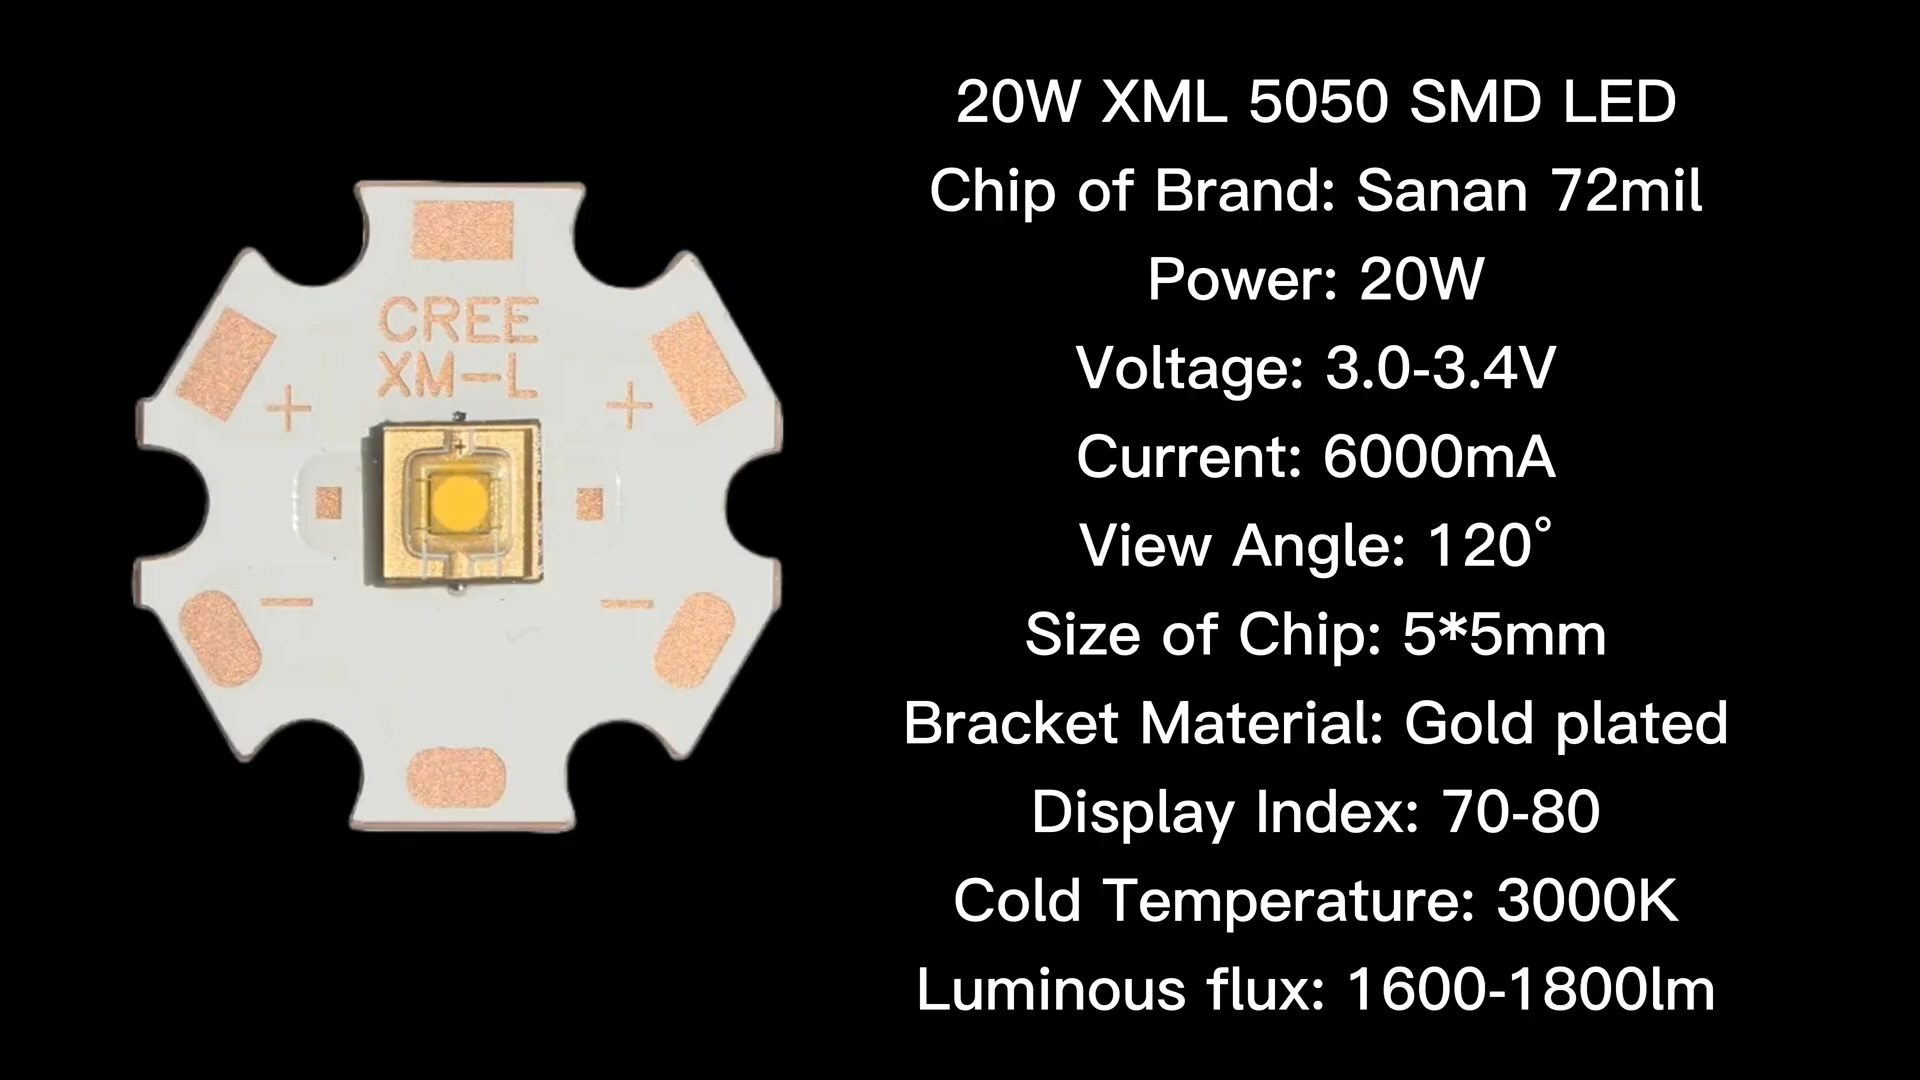 20W XML 5050 SMD LED
Chip of Brand: Sanan 72mil
Power: 20W
Voltage: 3.0-3.4V
Current: 6000mA
View Angle: 120°
Size of Chip: 5*5mm
Bracket Material: Gold plated
Display Index: 70-80
Cold Temperature: 3000K
Luminous flux: 1600-1800lm
CREE
XM-L
+ +
+
- -